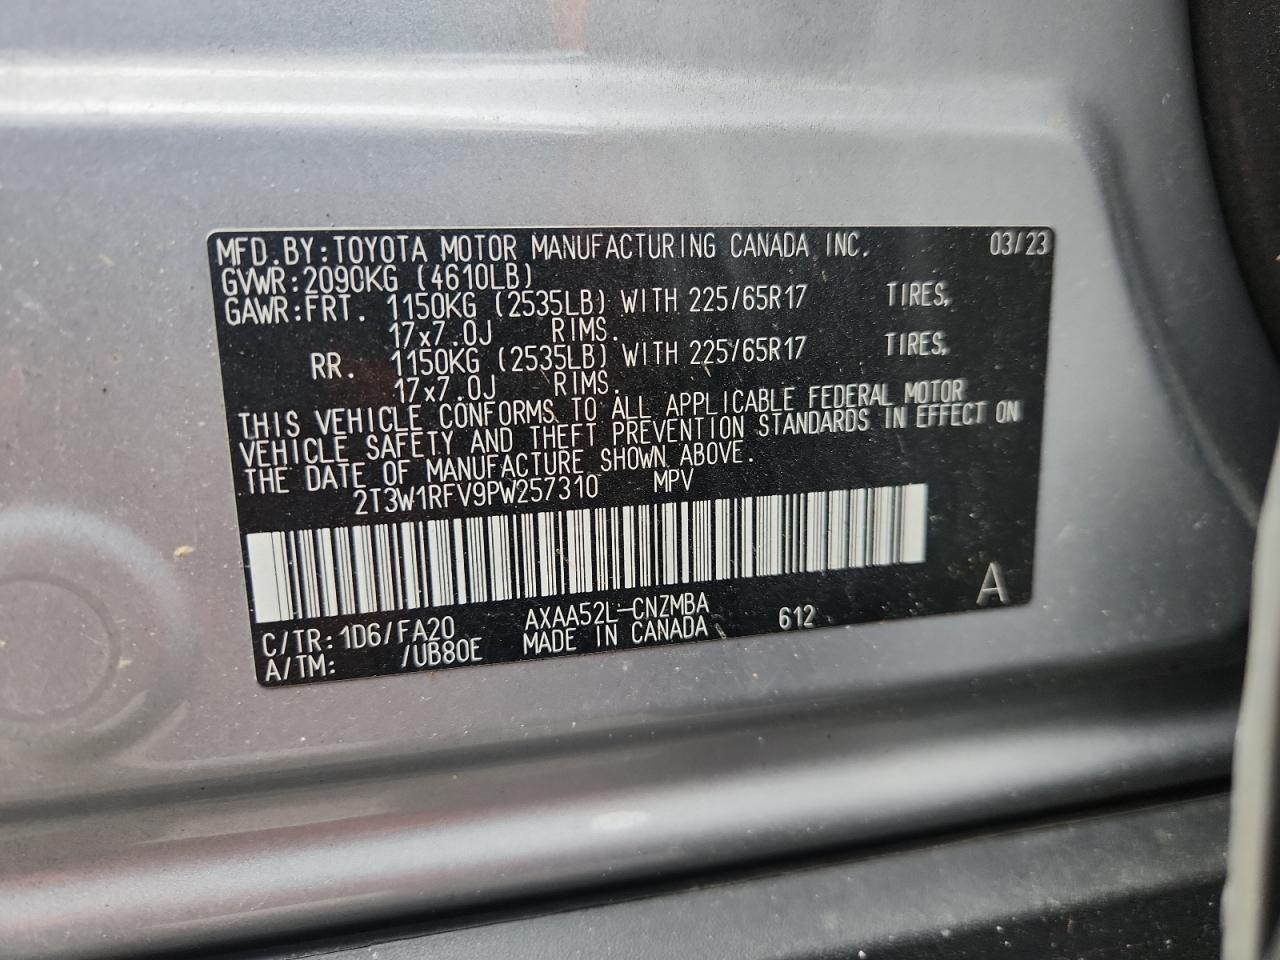 MFD.BY:TOYOTA MOTOR MANUFACTURING CANADA INC. 03/23
GVWR:2090KG (4610LB)
GAWR:FRT. 1150KG (2535LB) WITH 225/65R17 TIRES,
17x7.0J RIMS.
RR. 1150KG (2535LB) WITH 225/65R17 TIRES,
17x7.0J RIMS.
THIS VEHICLE CONFORMS TO ALL APPLICABLE FEDERAL MOTOR
VEHICLE SAFETY AND THEFT PREVENTION STANDARDS IN EFFECT ON
THE DATE OF MANUFACTURE SHOWN ABOVE.
2T3W1RFV9PW257310 MPV
A
C/TR:1D6/FA20 AXAA52L-CNZMBA 612
A/TM: /UB80E MADE IN CANADA